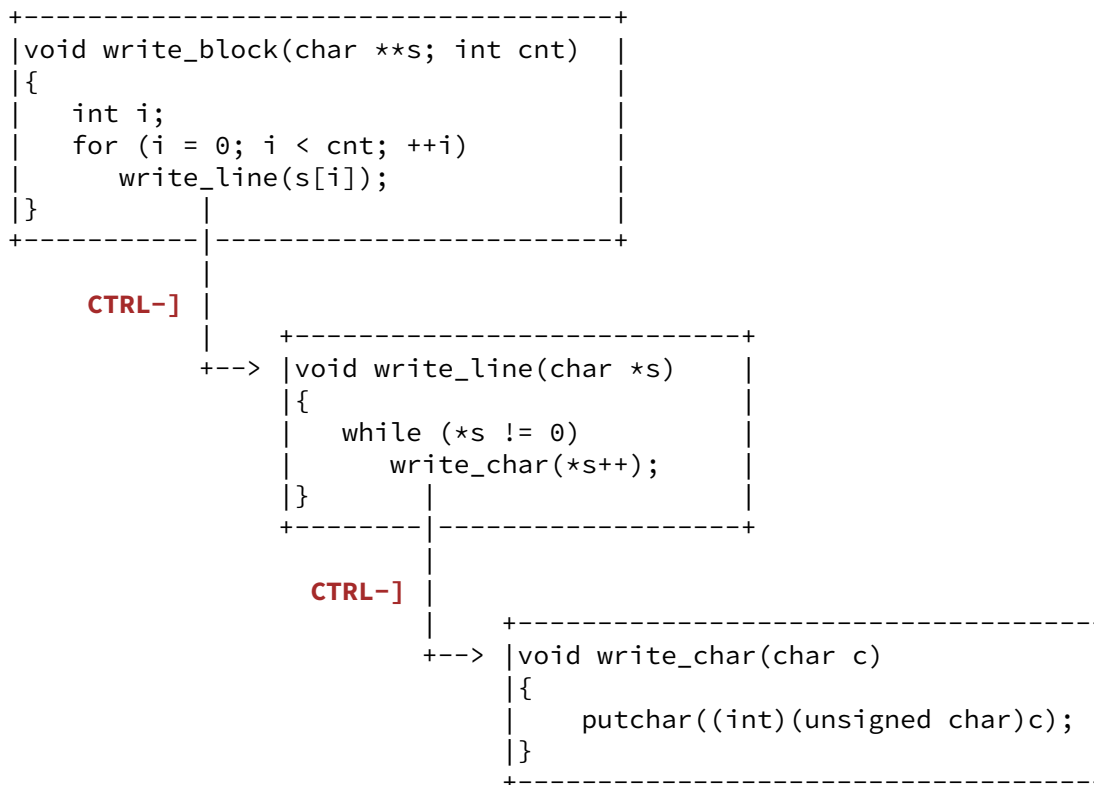 +--------------------------------------+
|void write_block(char **s; int cnt)  |
|{                                     |
|   int i;                             |
|   for (i = 0; i < cnt; ++i)          |
|      write_line(s[i]);               |
|}           |                         |
+-----------|-------------------------+
            |
     CTRL-] |
            |    +-----------------------------+
            +--> |void write_line(char *s)     |
                 |{                            |
                 |   while (*s != 0)           |
                 |      write_char(*s++);      |
                 |}       |                    |
                 +--------|-------------------+
                          |
                   CTRL-] |
                          |    +-------------------------------------
                          +--> |void write_char(char c)
                               |{
                               |    putchar((int)(unsigned char)c);
                               |}
                               +-------------------------------------